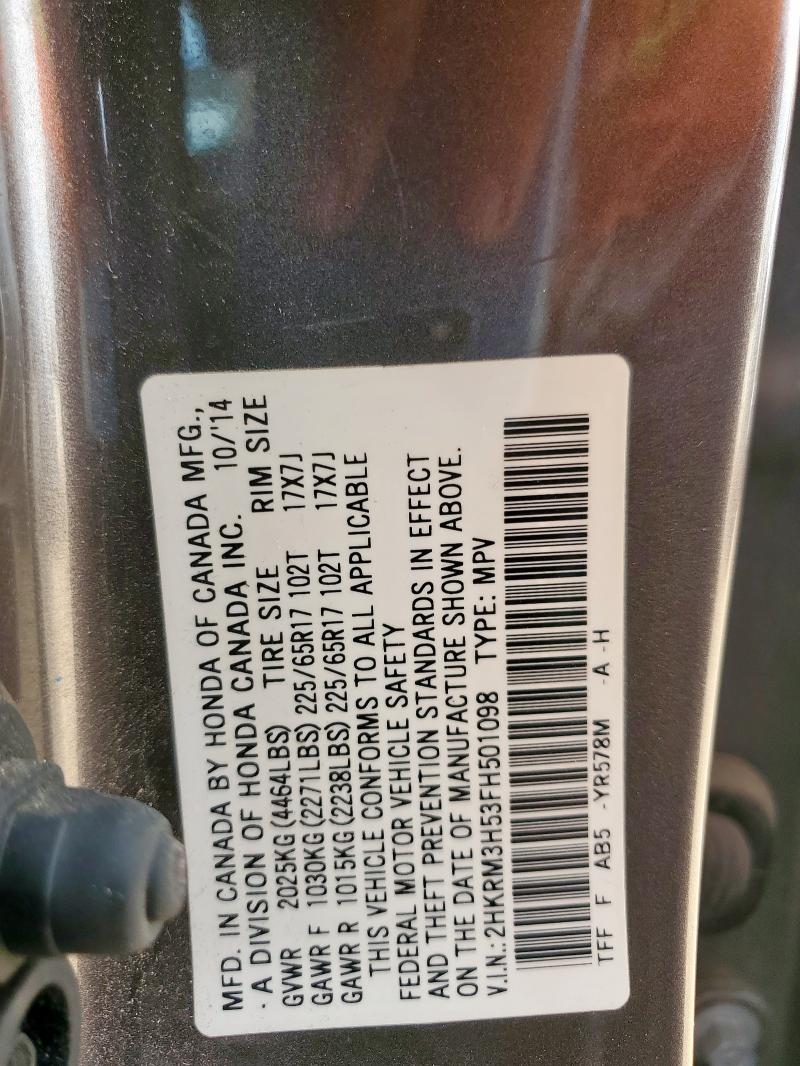 MFD. IN CANADA BY HONDA OF CANADA MFG.,
· A DIVISION OF HONDA CANADA INC. 10/'14
GVWR 2025KG (4464LBS) TIRE SIZE RIM SIZE
GAWR F 1030KG (2271LBS) 225/65R17 102T 17X7J
GAWR R 1015KG (2238LBS) 225/65R17 102T 17X7J
THIS VEHICLE CONFORMS TO ALL APPLICABLE
FEDERAL MOTOR VEHICLE SAFETY
AND THEFT PREVENTION STANDARDS IN EFFECT
ON THE DATE OF MANUFACTURE SHOWN ABOVE.
V.I.N.: 2HKRM3H53FH501098 TYPE: MPV
TFF F AB5 -YR578M -A -H